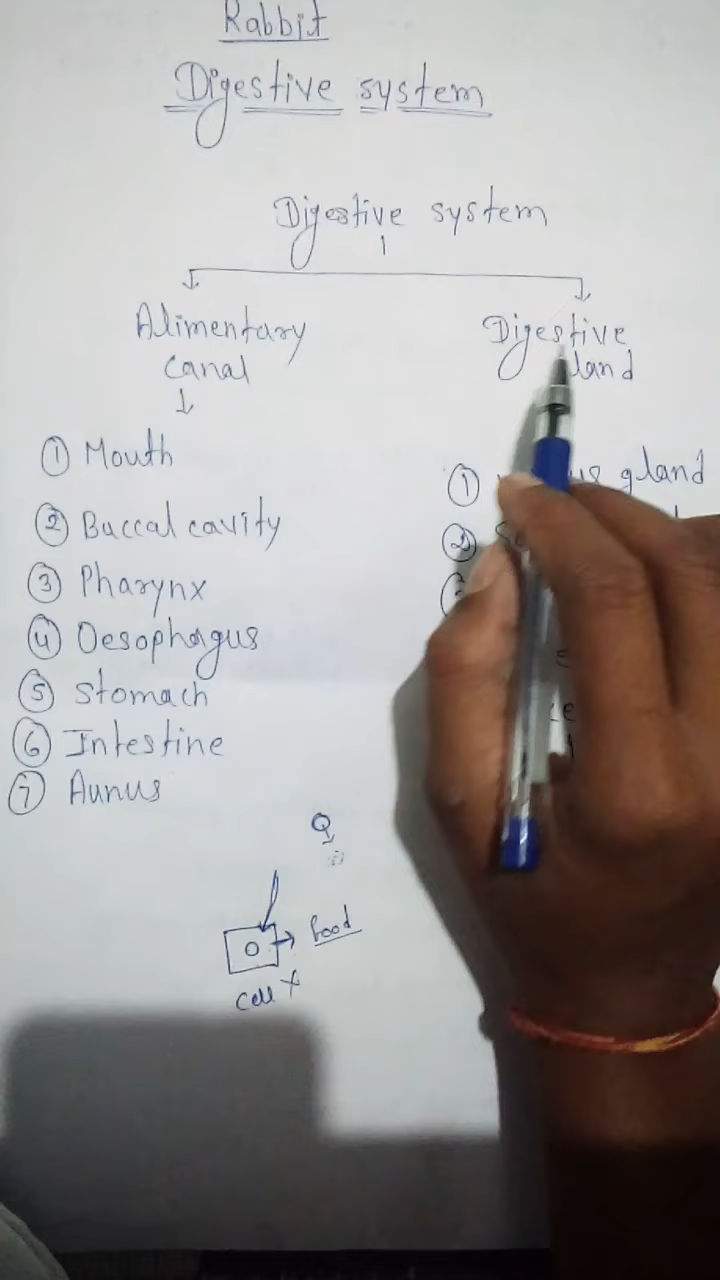 Rabbit
Digestive system
Digestive system
Alimentary
canal
Digestive
land
① Mouth
② Buccal cavity
③ Pharynx
④ Oesophagus
⑤ Stomach
⑥ Intestine
⑦ Aunus
① gland
②
Q
food
cell x